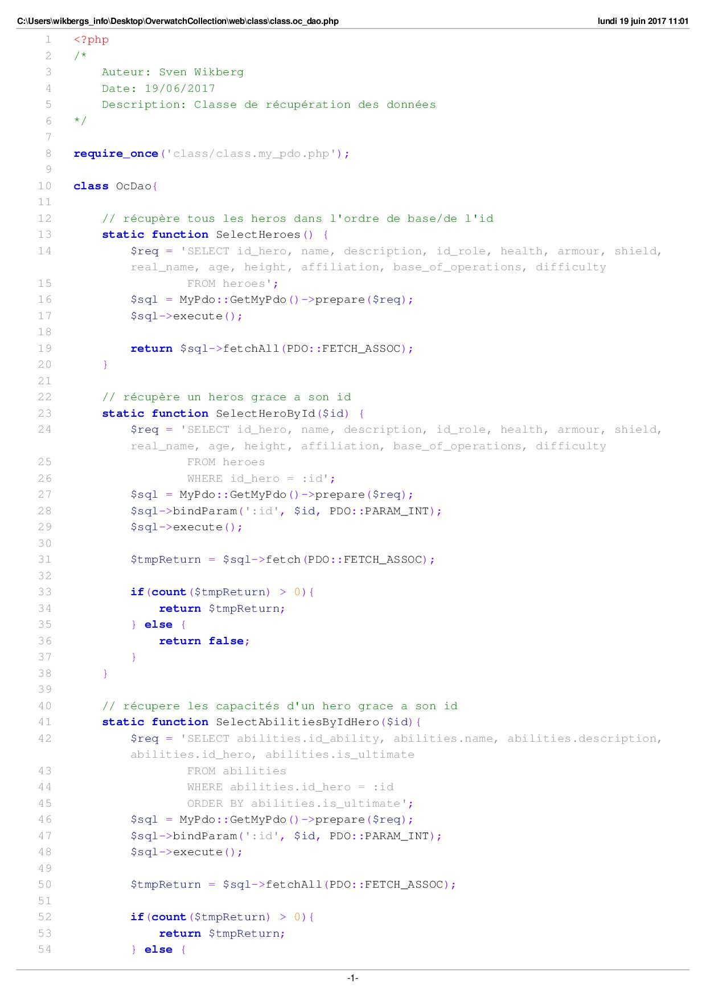 C:\Users\wikbergs_info\Desktop\OverwatchCollection\web\class\class.oc_dao.php lundi 19 juin 2017 11:01
1 <?php
2 /*
3     Auteur: Sven Wikberg
4     Date: 19/06/2017
5     Description: Classe de récupération des données
6 */
7
8 require_once('class/class.my_pdo.php');
9
10 class OcDao{
11
12     // récupère tous les heros dans l'ordre de base/de l'id
13     static function SelectHeroes() {
14         $req = 'SELECT id_hero, name, description, id_role, health, armour, shield,
real_name, age, height, affiliation, base_of_operations, difficulty
15                 FROM heroes';
16         $sql = MyPdo::GetMyPdo()->prepare($req);
17         $sql->execute();
18
19         return $sql->fetchAll(PDO::FETCH_ASSOC);
20     }
21
22     // récupère un heros grace a son id
23     static function SelectHeroById($id) {
24         $req = 'SELECT id_hero, name, description, id_role, health, armour, shield,
real_name, age, height, affiliation, base_of_operations, difficulty
25                 FROM heroes
26                 WHERE id_hero = :id';
27         $sql = MyPdo::GetMyPdo()->prepare($req);
28         $sql->bindParam(':id', $id, PDO::PARAM_INT);
29         $sql->execute();
30
31         $tmpReturn = $sql->fetch(PDO::FETCH_ASSOC);
32
33         if(count($tmpReturn) > 0){
34             return $tmpReturn;
35         } else {
36             return false;
37         }
38     }
39
40     // récupere les capacités d'un hero grace a son id
41     static function SelectAbilitiesByIdHero($id){
42         $req = 'SELECT abilities.id_ability, abilities.name, abilities.description,
abilities.id_hero, abilities.is_ultimate
43                 FROM abilities
44                 WHERE abilities.id_hero = :id
45                 ORDER BY abilities.is_ultimate';
46         $sql = MyPdo::GetMyPdo()->prepare($req);
47         $sql->bindParam(':id', $id, PDO::PARAM_INT);
48         $sql->execute();
49
50         $tmpReturn = $sql->fetchAll(PDO::FETCH_ASSOC);
51
52         if(count($tmpReturn) > 0){
53             return $tmpReturn;
54         } else {
-1-